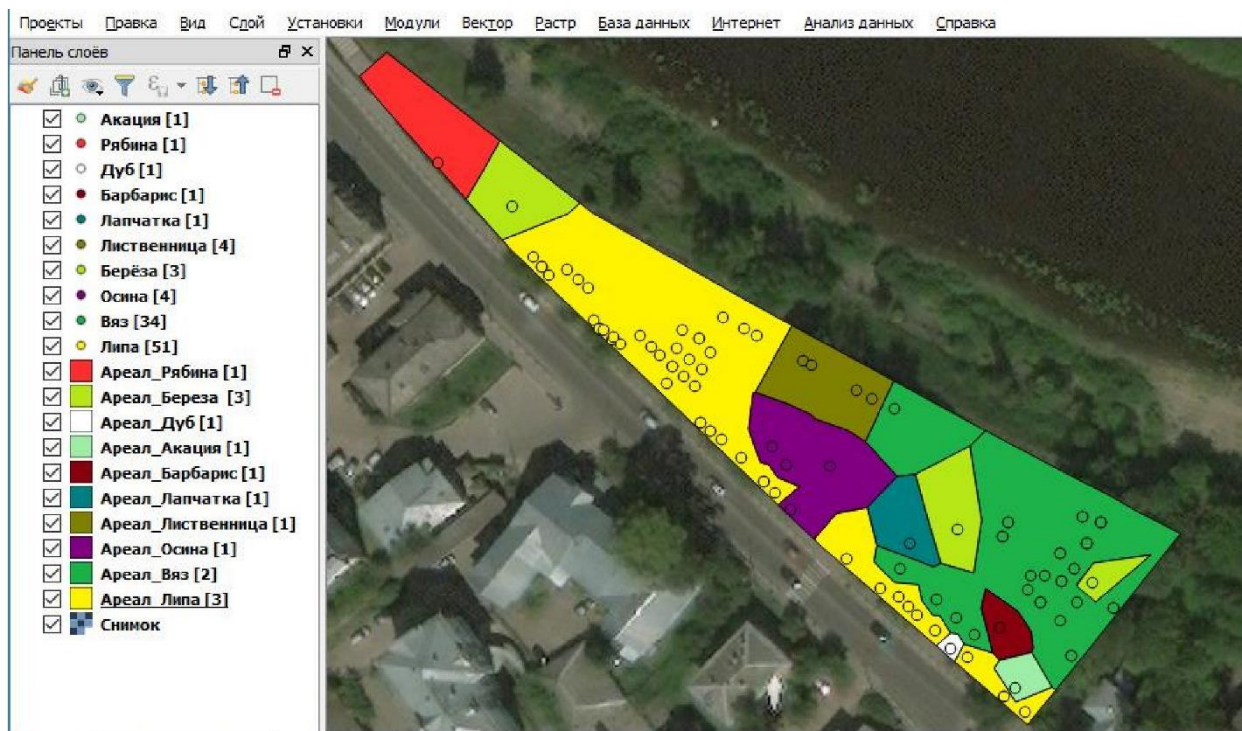 Проекты Правка Вид Слой Установки Модули Вектор Растр База данных Интернет Анализ данных Справка
Панель слоёв
Акация [1]
Рябина [1]
Дуб [1]
Барбарис [1]
Лапчатка [1]
Лиственница [4]
Берёза [3]
Осина [4]
Вяз [34]
Липа [51]
Ареал_Рябина [1]
Ареал_Береза [3]
Ареал_Дуб [1]
Ареал_Акация [1]
Ареал_Барбарис [1]
Ареал_Лапчатка [1]
Ареал_Лиственница [1]
Ареал_Осина [1]
Ареал_Вяз [2]
Ареал_Липа [3]
Снимок